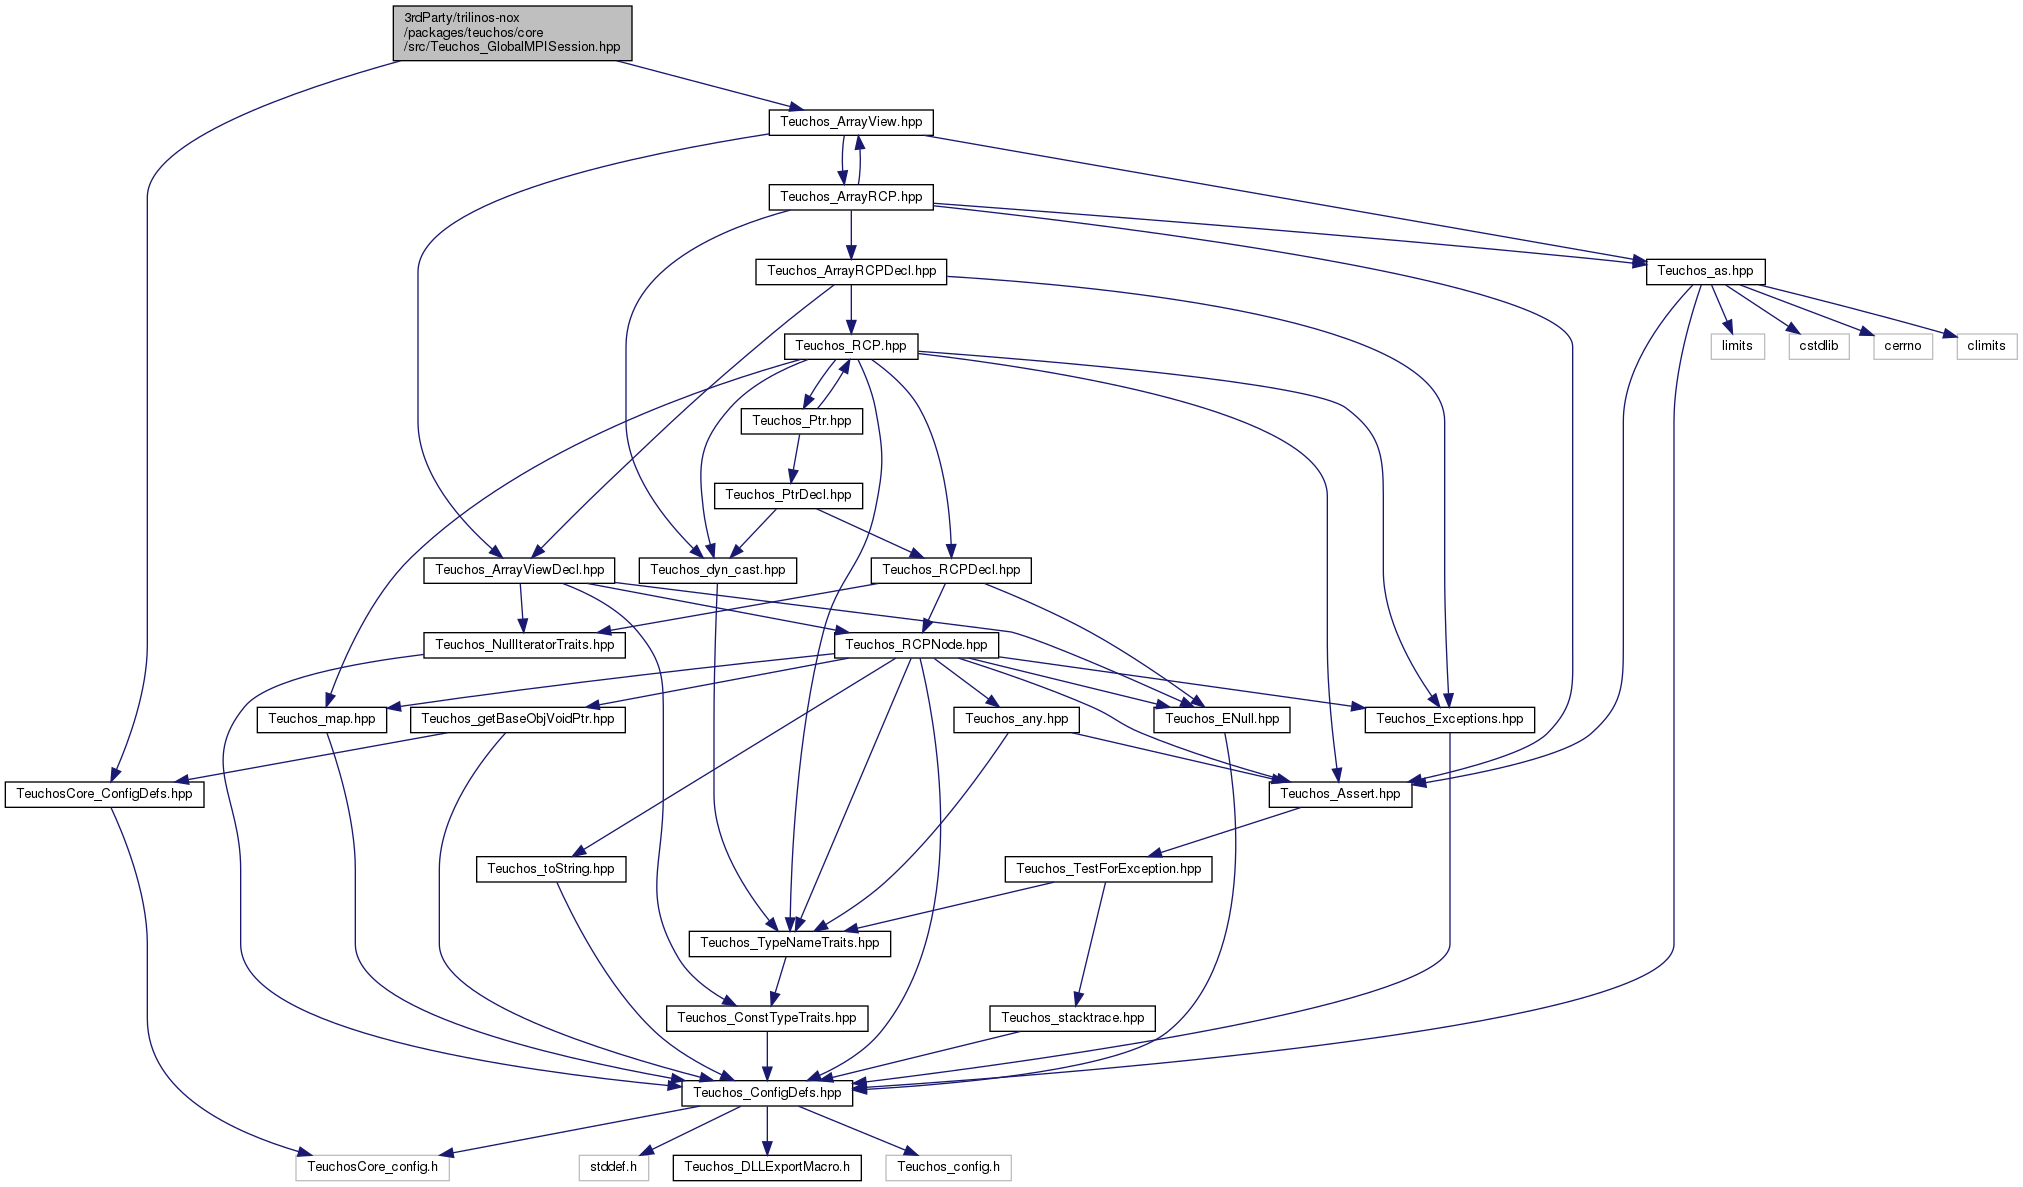 3rdParty/trilinos-nox
/packages/teuchos/core
/src/Teuchos_GlobalMPISession.hpp
Teuchos_ArrayView.hpp
Teuchos_ArrayRCP.hpp
Teuchos_ArrayRCPDecl.hpp
Teuchos_as.hpp
Teuchos_RCP.hpp
limits
cstdlib
cerrno
climits
Teuchos_Ptr.hpp
Teuchos_PtrDecl.hpp
Teuchos_ArrayViewDecl.hpp
Teuchos_dyn_cast.hpp
Teuchos_RCPDecl.hpp
Teuchos_NullIteratorTraits.hpp
Teuchos_RCPNode.hpp
Teuchos_map.hpp
Teuchos_getBaseObjVoidPtr.hpp
Teuchos_any.hpp
Teuchos_ENull.hpp
Teuchos_Exceptions.hpp
TeuchosCore_ConfigDefs.hpp
Teuchos_Assert.hpp
Teuchos_toString.hpp
Teuchos_TestForException.hpp
Teuchos_TypeNameTraits.hpp
Teuchos_ConstTypeTraits.hpp
Teuchos_stacktrace.hpp
Teuchos_ConfigDefs.hpp
TeuchosCore_config.h
stddef.h
Teuchos_DLLExportMacro.h
Teuchos_config.h